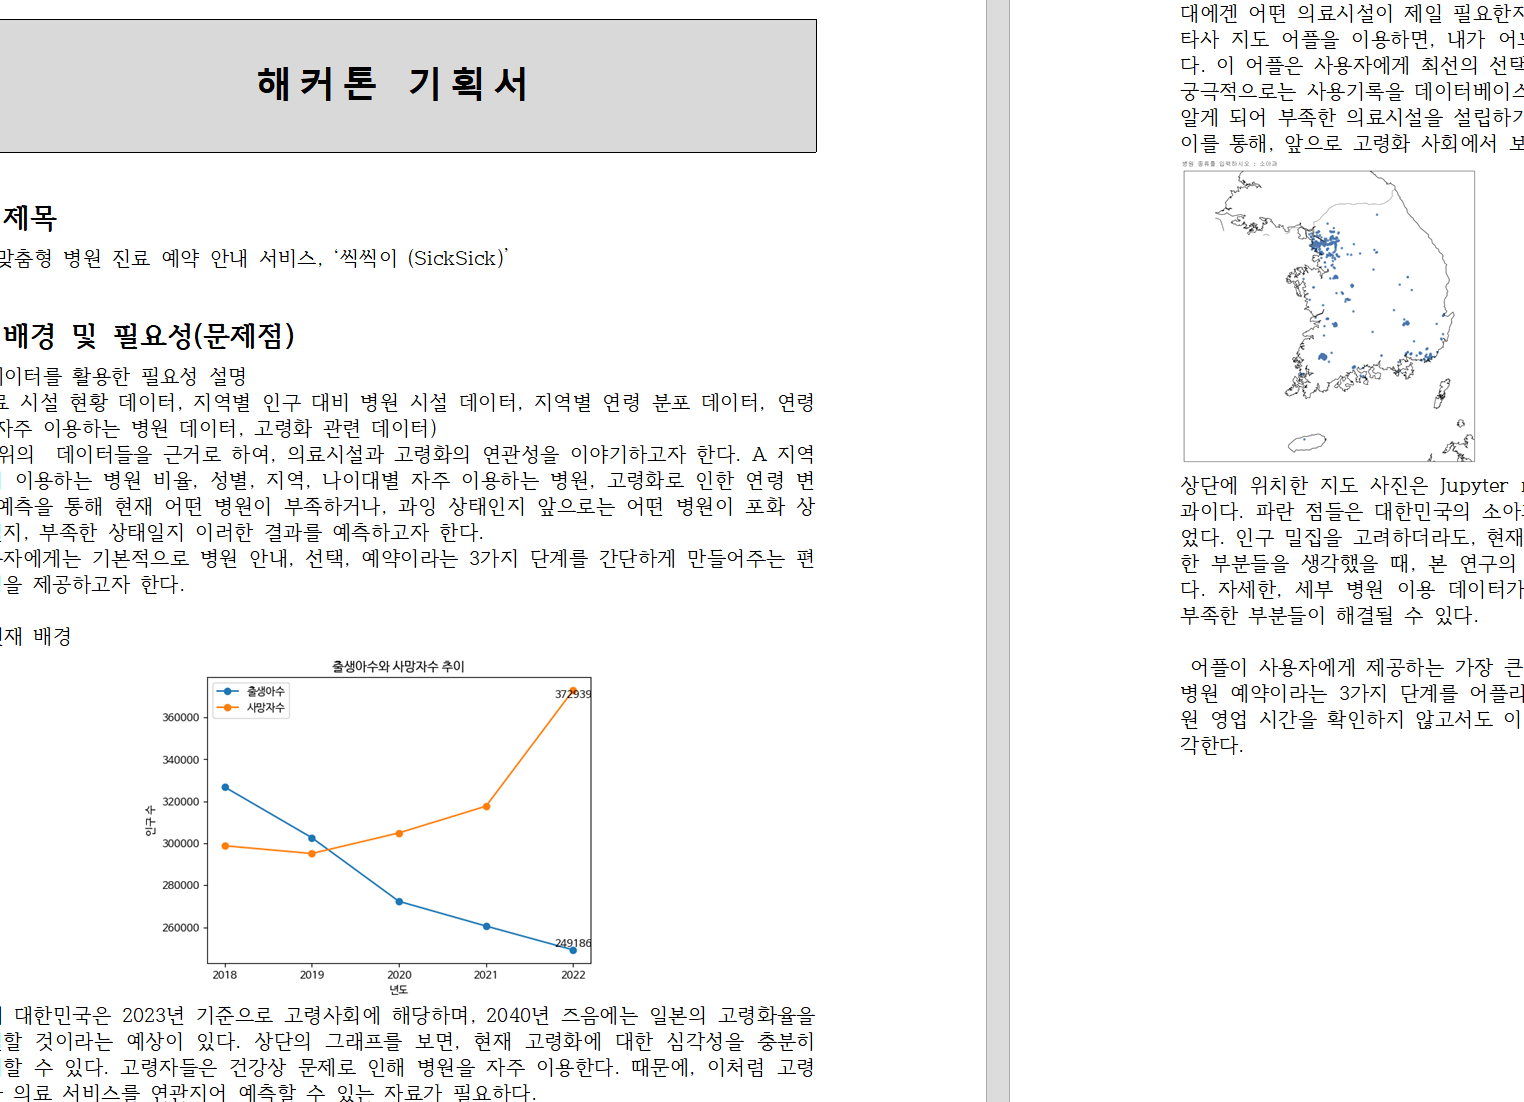 해커톤 기획서
제목
맞춤형 병원 진료 예약 안내 서비스, ‘씩씩이 (SickSick)’
배경 및 필요성(문제점)
데이터를 활용한 필요성 설명
시설 현황 데이터, 지역별 인구 대비 병원 시설 데이터, 지역별 연령 분포 데이터, 연령
자주 이용하는 병원 데이터, 고령화 관련 데이터)
위의 데이터들을 근거로 하여, 의료시설과 고령화의 연관성을 이야기하고자 한다. A 지역
이용하는 병원 비율, 성별, 지역, 나이대별 자주 이용하는 병원, 고령화로 인한 연령 변
예측을 통해 현재 어떤 병원이 부족하거나, 과잉 상태인지 앞으로는 어떤 병원이 포화 상
지, 부족한 상태일지 이러한 결과를 예측하고자 한다.
자에게는 기본적으로 병원 안내, 선택, 예약이라는 3가지 단계를 간단하게 만들어주는 편
을 제공하고자 한다.
재 배경
출생아수와 사망자수 추이
출생아수
사망자수
372939
249186
360000
340000
320000
300000
280000
260000
인구 수
2018 2019 2020 2021 2022
년도
대한민국은 2023년 기준으로 고령사회에 해당하며, 2040년 즈음에는 일본의 고령화율을
할 것이라는 예상이 있다. 상단의 그래프를 보면, 현재 고령화에 대한 심각성을 충분히
할 수 있다. 고령자들은 건강상 문제로 인해 병원을 자주 이용한다. 때문에, 이처럼 고령
의료 서비스를 연관지어 예측할 수 있는 자료가 필요하다.
대에겐 어떤 의료시설이 제일 필요한지
타사 지도 어플을 이용하면, 내가 어
다. 이 어플은 사용자에게 최선의 선택
궁극적으로는 사용기록을 데이터베이스
알게 되어 부족한 의료시설을 설립하기
이를 통해, 앞으로 고령화 사회에서 보
병원 종류를 입력하시오 : 소아과
상단에 위치한 지도 사진은 Jupyter
과이다. 파란 점들은 대한민국의 소아
었다. 인구 밀집을 고려하더라도, 현재
한 부분들을 생각했을 때, 본 연구의
다. 자세한, 세부 병원 이용 데이터가
부족한 부분들이 해결될 수 있다.
어플이 사용자에게 제공하는 가장 큰
병원 예약이라는 3가지 단계를 어플리
원 영업 시간을 확인하지 않고서도 이
각한다.